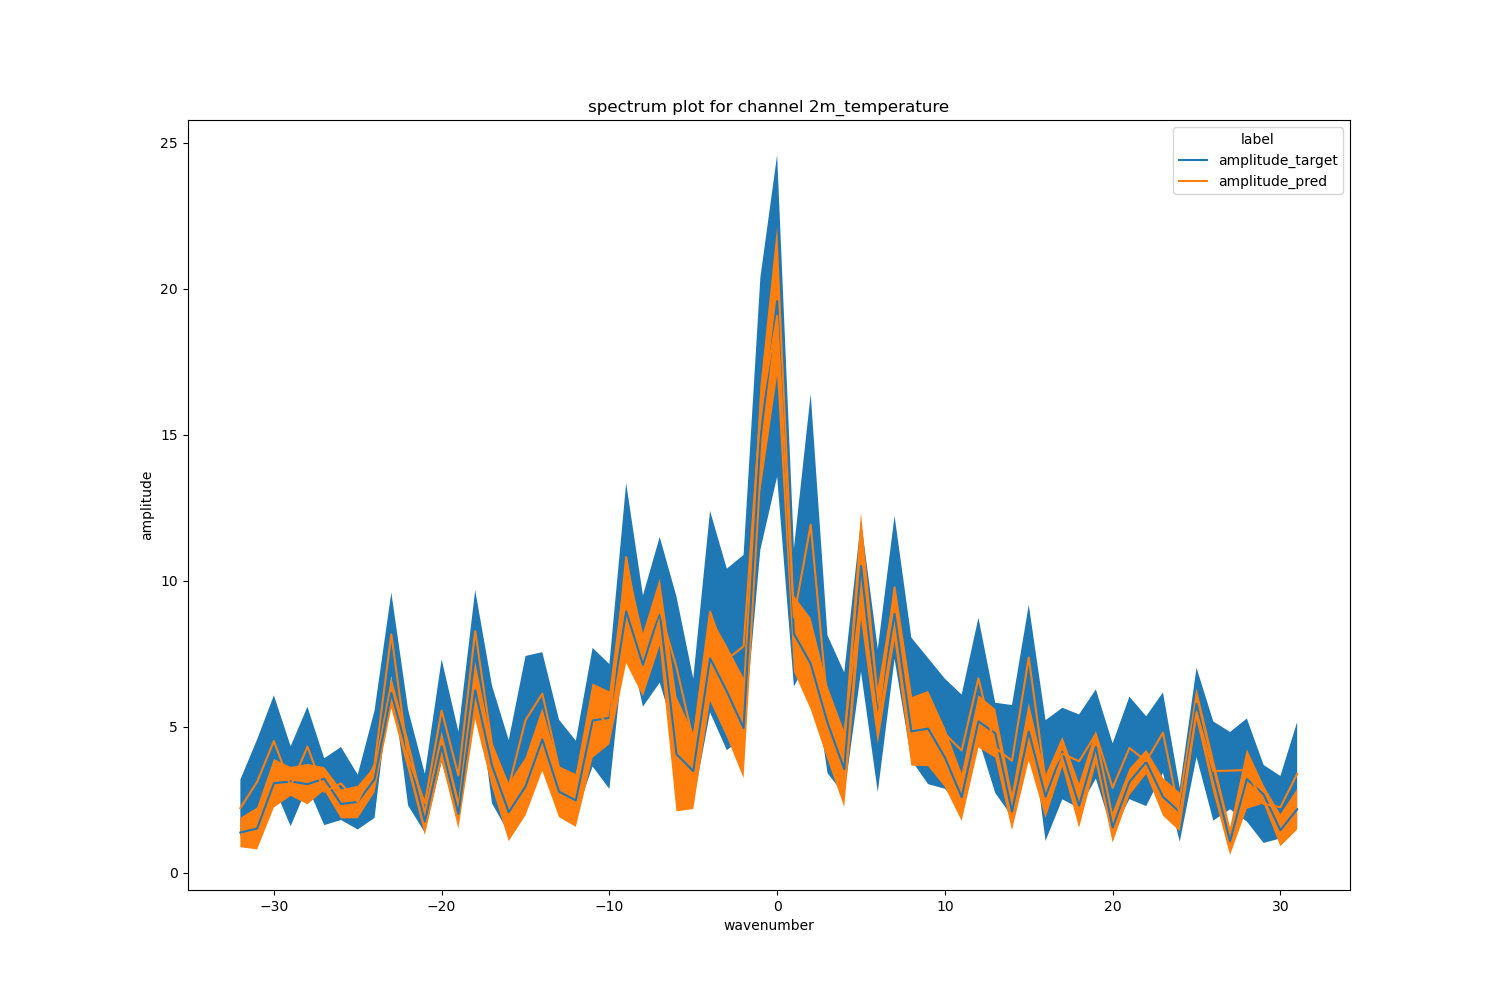 spectrum plot for channel 2m_temperature
label
amplitude_target
amplitude_pred
25
20
15
10
5
0
amplitude
−30
−20
−10
0
10
20
30
wavenumber